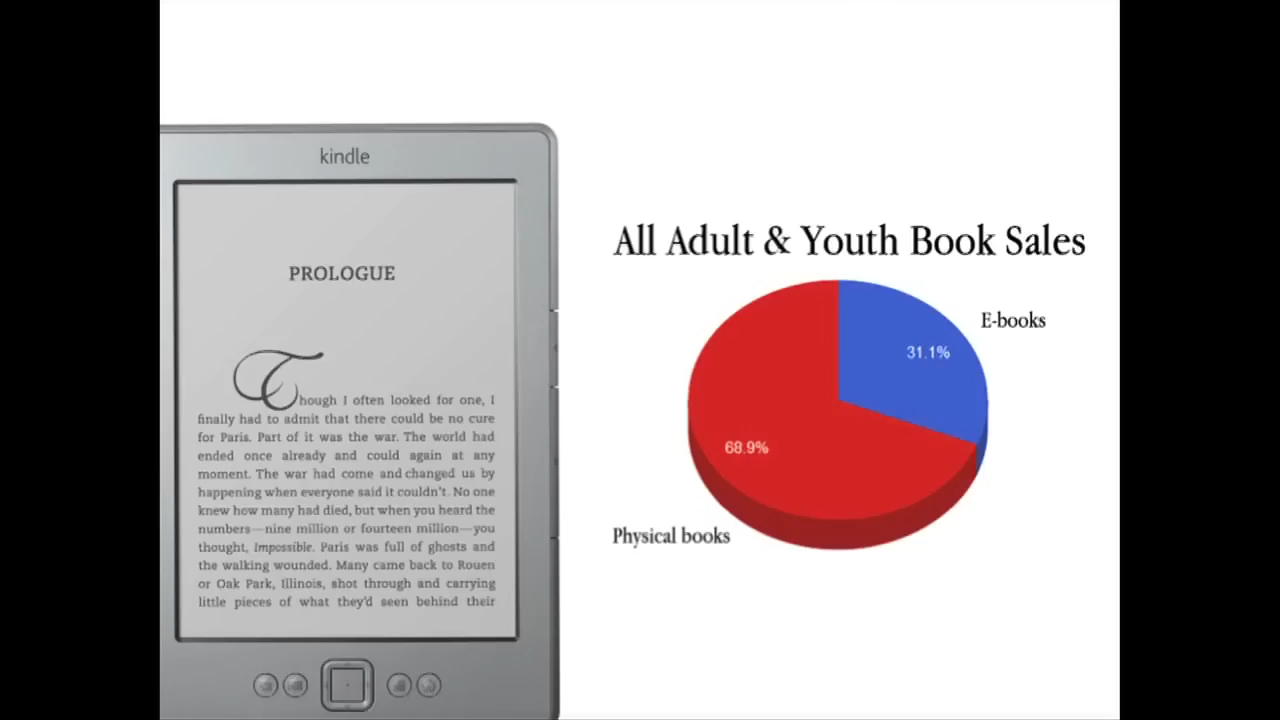 kindle
PROLOGUE
Though I often looked for one, I
finally had to admit that there could be no cure
for Paris. Part of it was the war. The world had
ended once already and could again at any
moment. The war had come and changed us by
happening when everyone said it couldn't. No one
knew how many had died, but when you heard the
numbers—nine million or fourteen million—you
thought, Impossible. Paris was full of ghosts and
the walking wounded. Many came back to Rouen
or Oak Park, Illinois, shot through and carrying
little pieces of what they'd seen behind their
All Adult & Youth Book Sales
E-books
31.1%
68.9%
Physical books